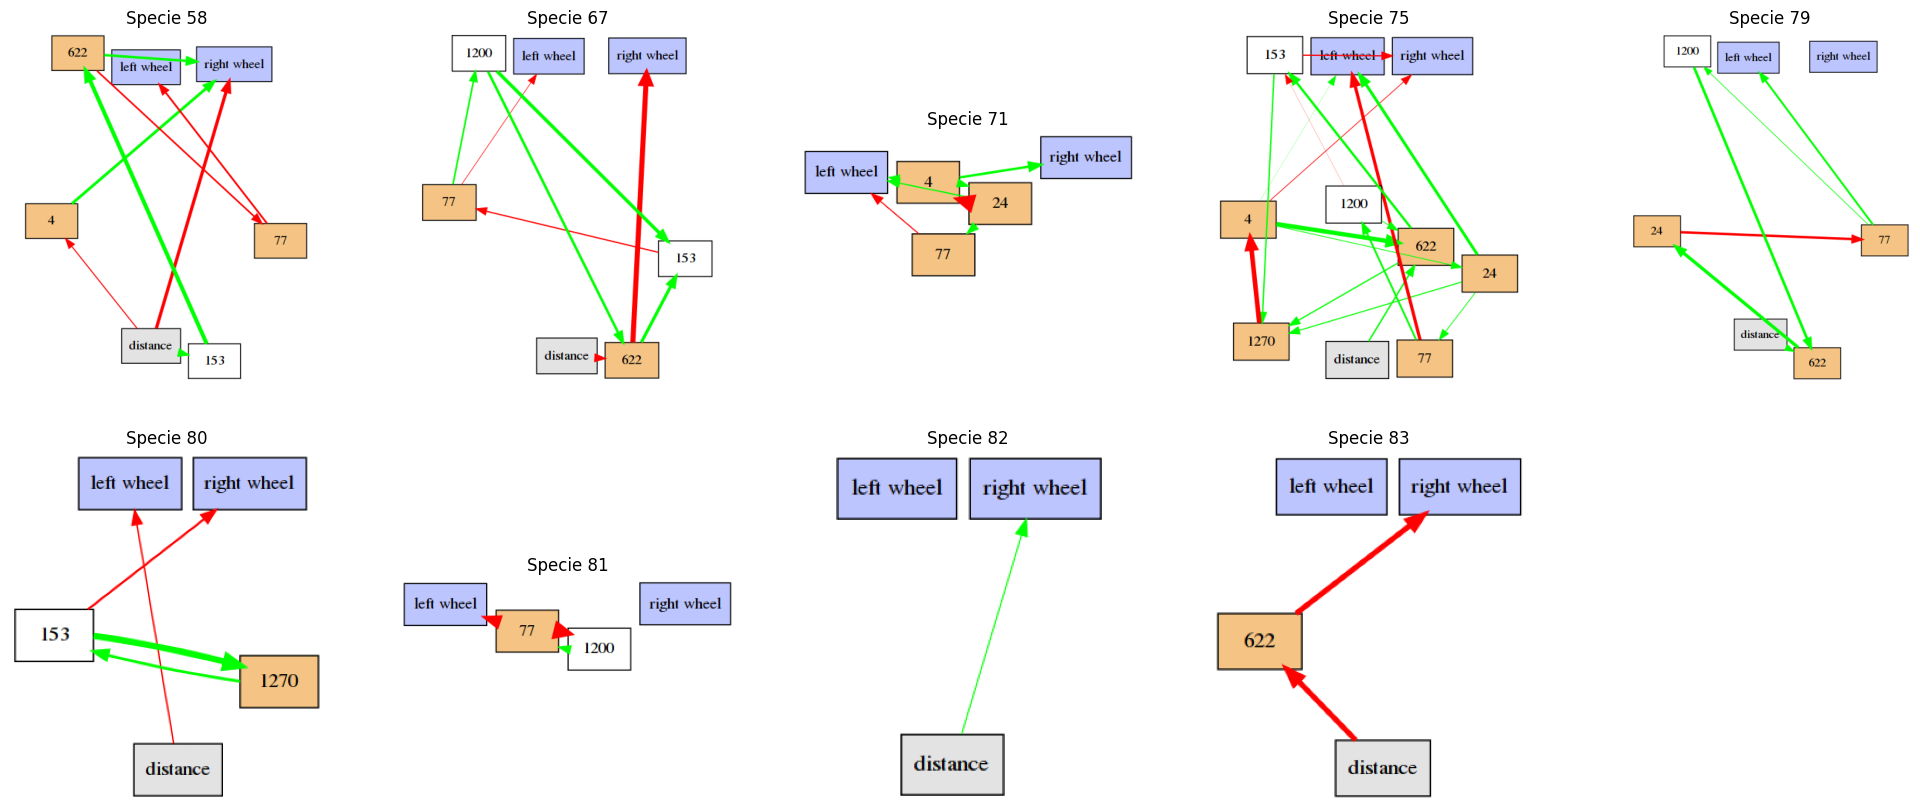 Specie 58
622
left wheel
right wheel
4
77
distance
153
Specie 67
1200
left wheel
right wheel
77
153
distance
622
Specie 71
left wheel
4
right wheel
24
77
Specie 75
153
left wheel
right wheel
4
1200
622
24
1270
distance
77
Specie 79
1200
left wheel
right wheel
24
77
distance
622
Specie 80
left wheel
right wheel
153
1270
distance
Specie 81
left wheel
77
right wheel
1200
Specie 82
left wheel
right wheel
distance
Specie 83
left wheel
right wheel
622
distance